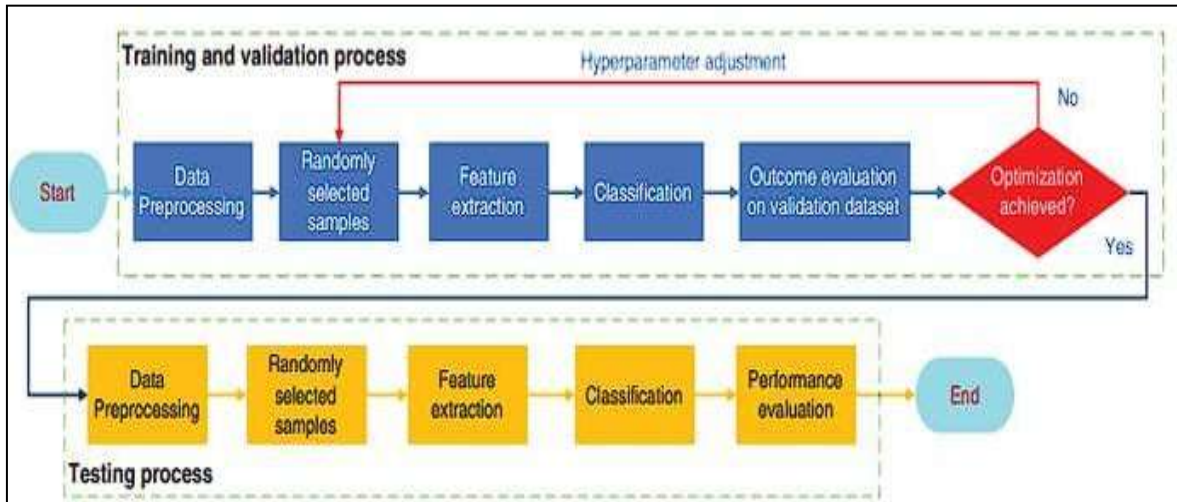 Training and validation process
Hyperparameter adjustment
No
Start
Data
Preprocessing
Randomly
selected
samples
Feature
extraction
Classification
Outcome evaluation
on validation dataset
Optimization
achieved?
Yes
Data
Preprocessing
Randomly
selected
samples
Feature
extraction
Classification
Performance
evaluation
End
Testing process